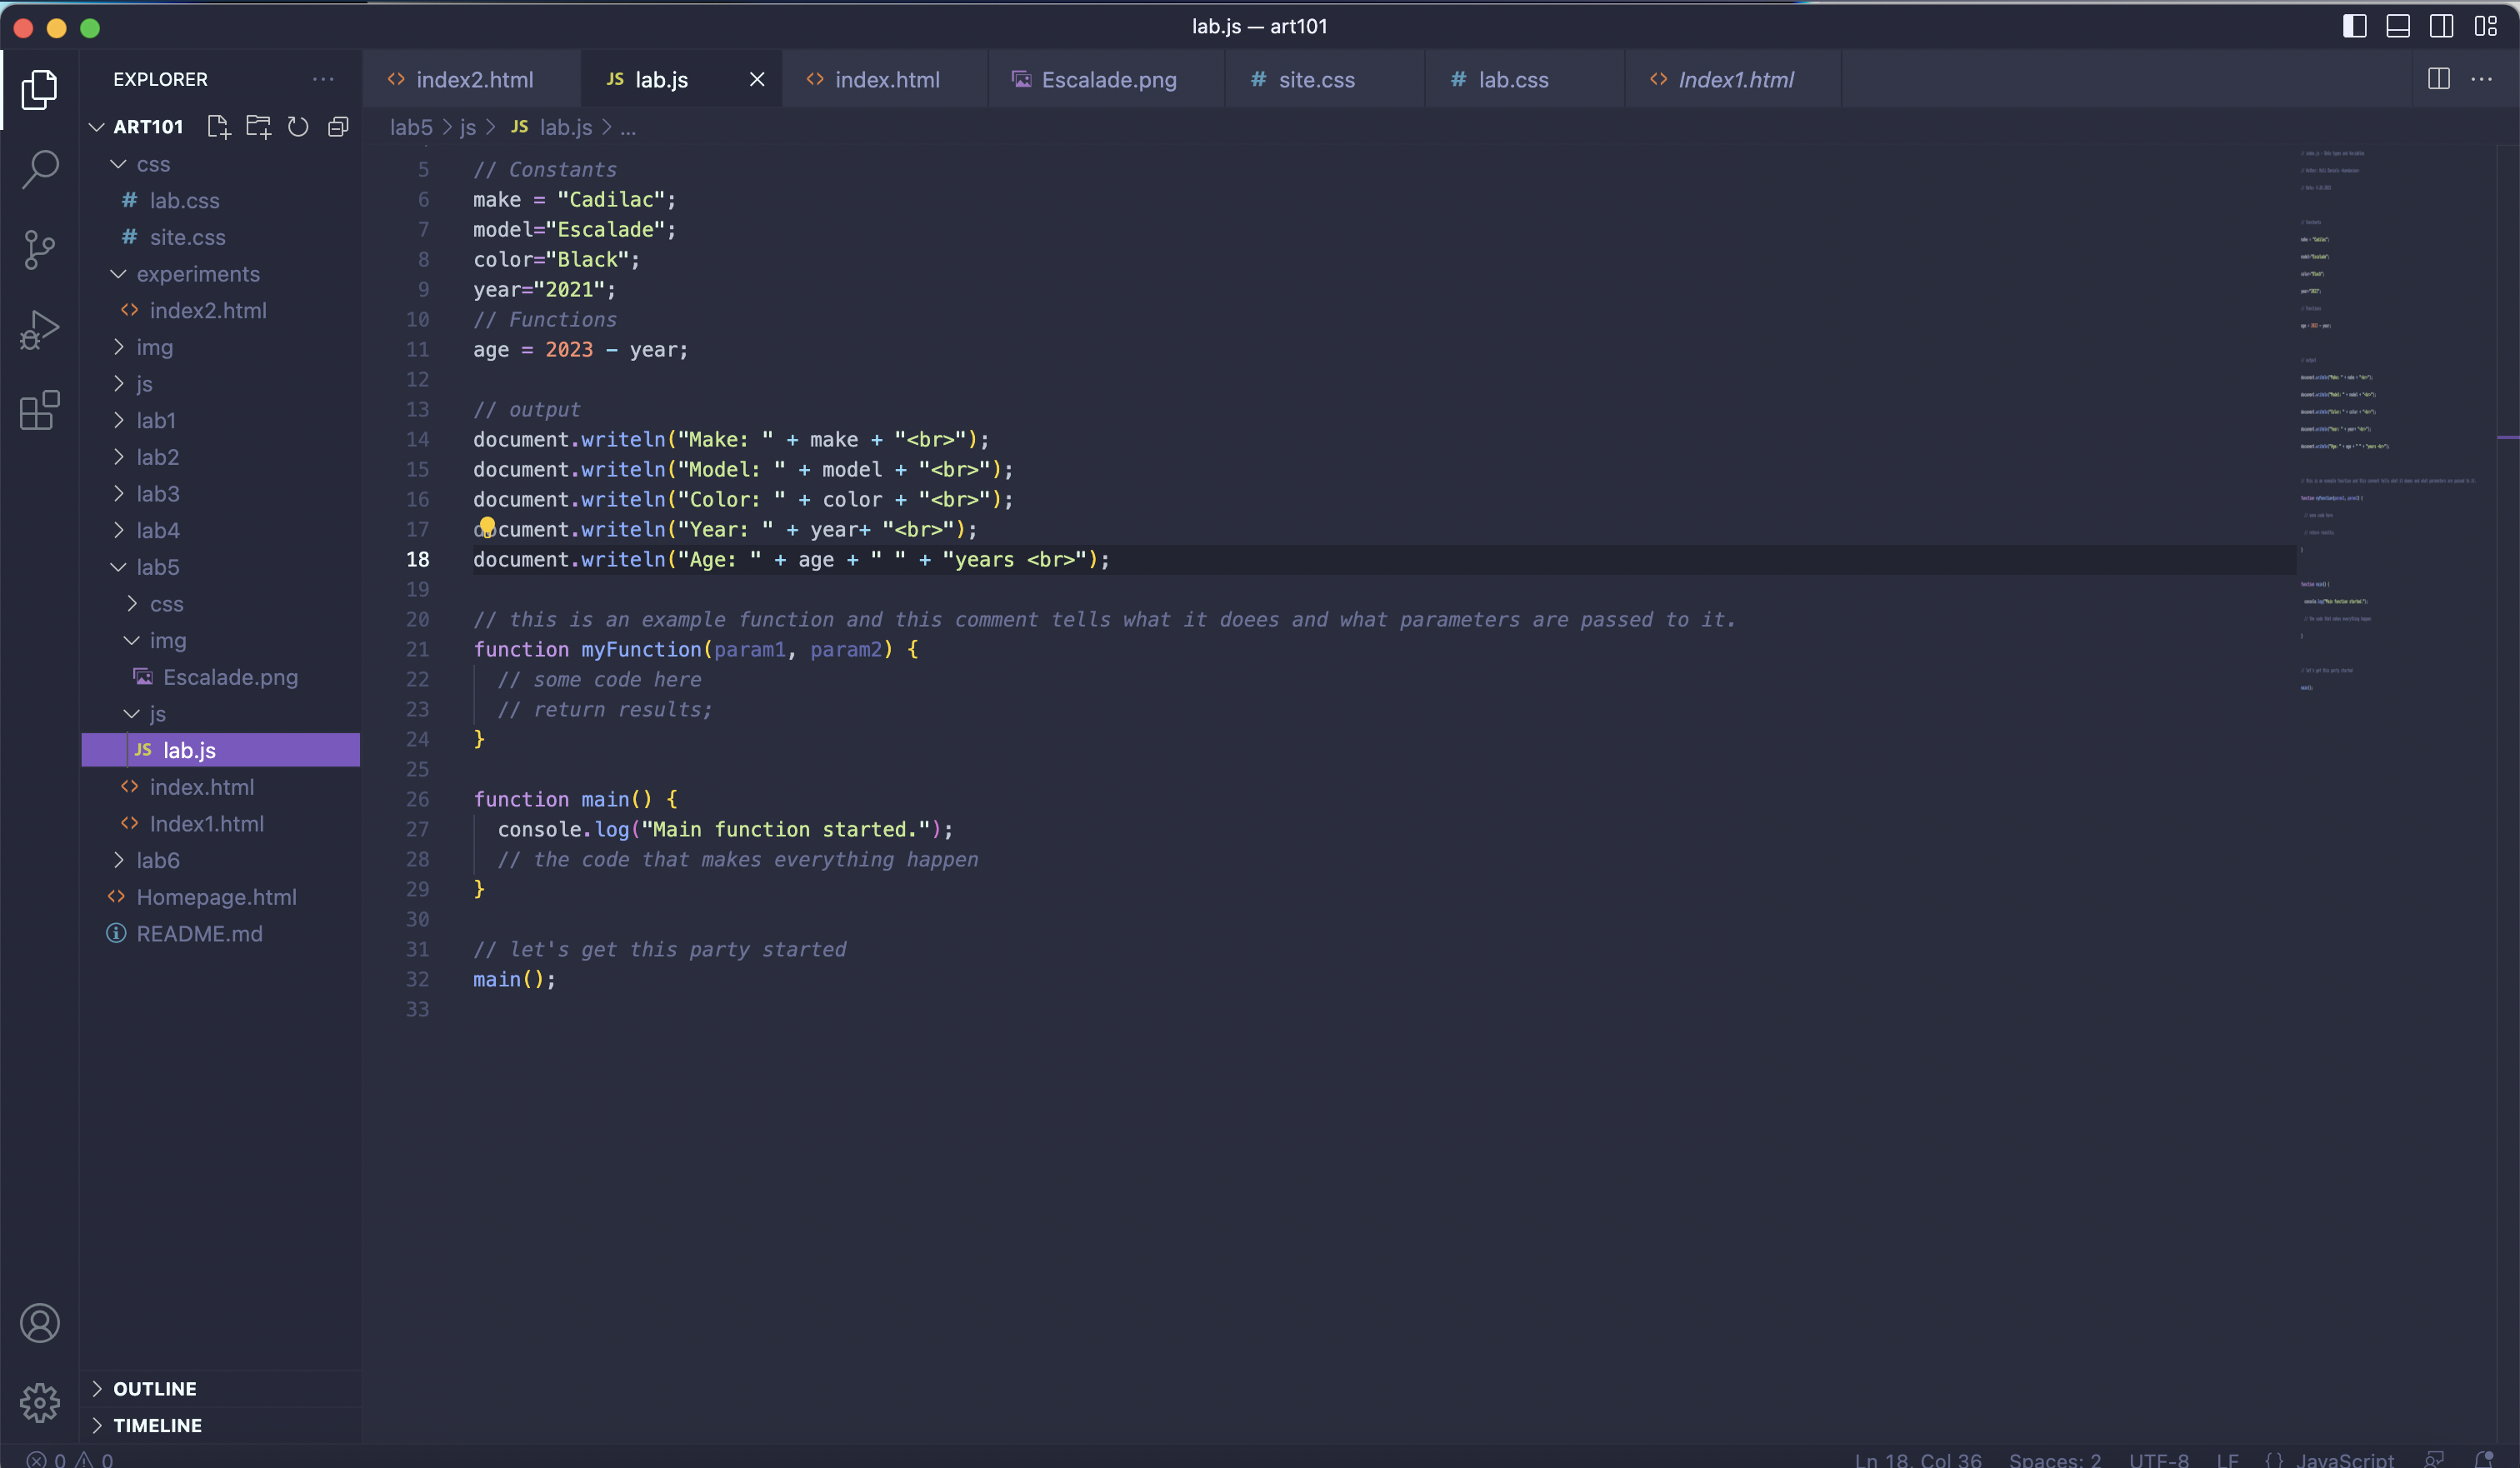 lab.js — art101
EXPLORER
index2.html
JS lab.js
index.html
Escalade.png
# site.css
# lab.css
Index1.html
ART101
lab5 > js > JS lab.js > ...
css
# lab.css
# site.css
experiments
index2.html
img
js
lab1
lab2
lab3
lab4
lab5
css
img
Escalade.png
js
JS lab.js
index.html
Index1.html
lab6
Homepage.html
README.md
OUTLINE
TIMELINE
5 // Constants
6 make = "Cadilac";
7 model="Escalade";
8 color="Black";
9 year="2021";
10 // Functions
11 age = 2023 - year;
12
13 // output
14 document.writeln("Make: " + make + "<br>");
15 document.writeln("Model: " + model + "<br>");
16 document.writeln("Color: " + color + "<br>");
17 document.writeln("Year: " + year+ "<br>");
18 document.writeln("Age: " + age + " " + "years <br>");
19
20 // this is an example function and this comment tells what it doees and what parameters are passed to it.
21 function myFunction(param1, param2) {
22 // some code here
23 // return results;
24 }
25
26 function main() {
27 console.log("Main function started.");
28 // the code that makes everything happen
29 }
30
31 // let's get this party started
32 main();
33
0 0
Ln 18, Col 36 Spaces: 2 UTF-8 LF {} JavaScript